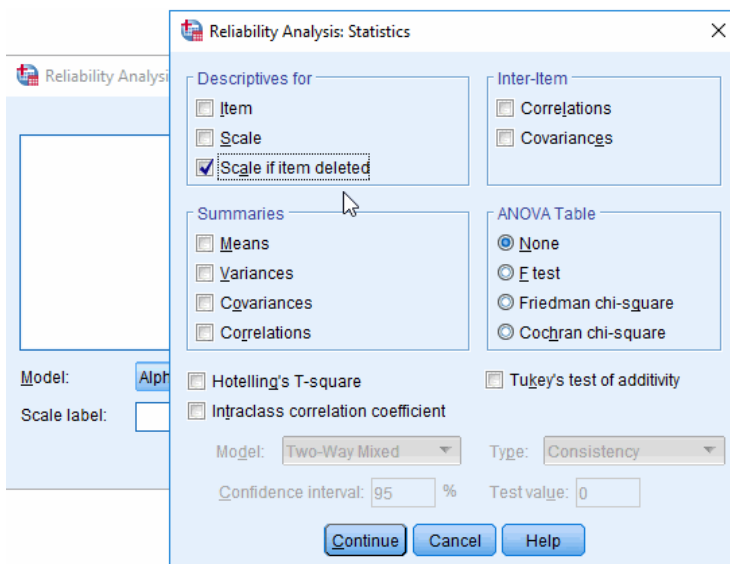 Reliability Analysis: Statistics
Reliability Analysi
Descriptives for
Item
Scale
Scale if item deleted
Inter-Item
Correlations
Covariances
Summaries
Means
Variances
Covariances
Correlations
ANOVA Table
None
F test
Friedman chi-square
Cochran chi-square
Model:
Alph
Scale label:
Hotelling's T-square
Tukey's test of additivity
Intraclass correlation coefficient
Model: Two-Way Mixed Type: Consistency
Confidence interval: 95 % Test value: 0
Continue Cancel Help